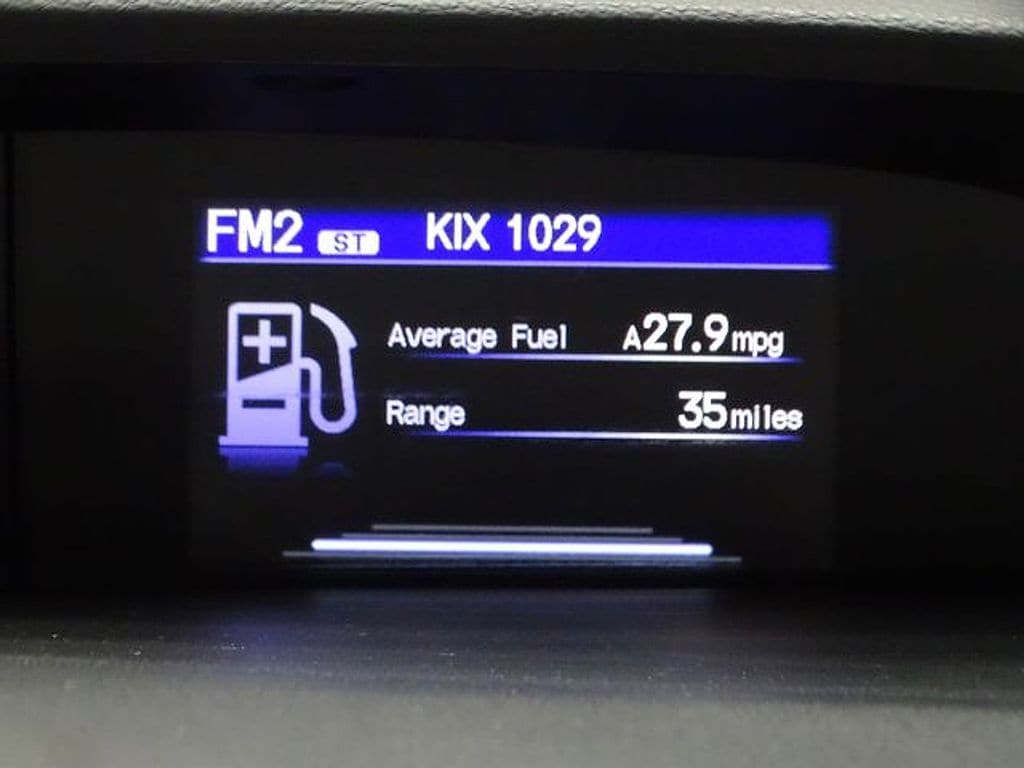 FM2 ST KIX 1029
Average Fuel A27.9mpg
Range 35miles